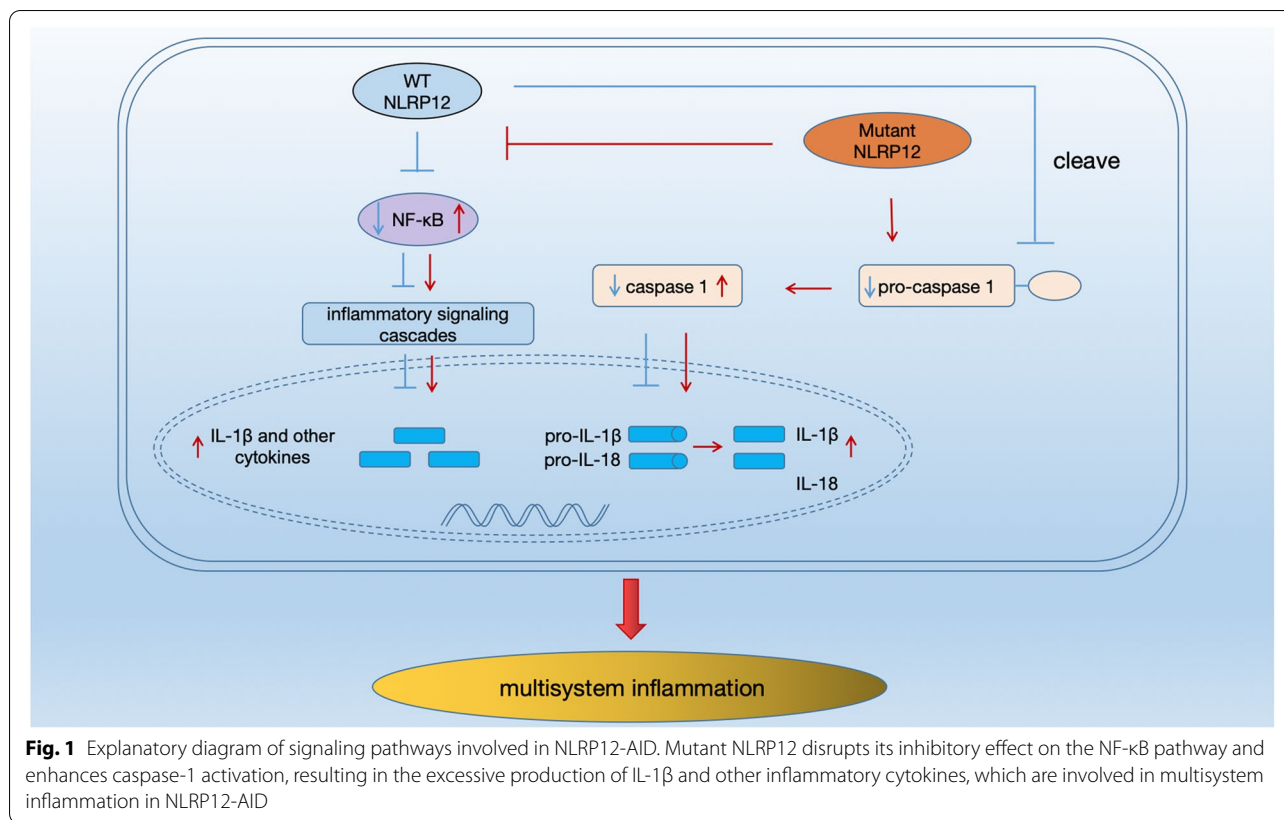 WT
NLRP12
Mutant
NLRP12
cleave
NF-κB
caspase 1
pro-caspase 1
inflammatory signaling
cascades
IL-1β and other
cytokines
pro-IL-1β
pro-IL-18
IL-1β
IL-18
multisystem inflammation
Fig. 1 Explanatory diagram of signaling pathways involved in NLRP12-AID. Mutant NLRP12 disrupts its inhibitory effect on the NF-κB pathway and
enhances caspase-1 activation, resulting in the excessive production of IL-1β and other inflammatory cytokines, which are involved in multisystem
inflammation in NLRP12-AID